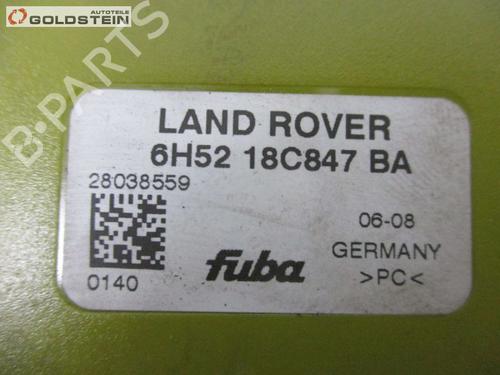 AUTOTEILE
GOLDSTEIN
B-PARTS
LAND ROVER
6H52 18C847 BA
28038559
06-08
fuba
GERMANY
0140
>PC<